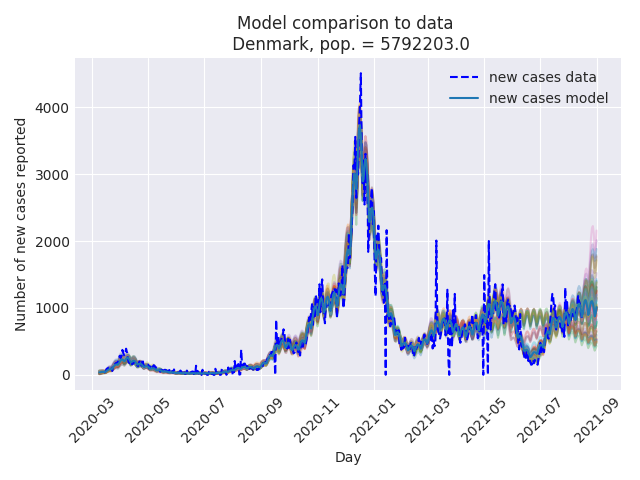 Model comparison to data
Denmark, pop. = 5792203.0
new cases data
new cases model
Number of new cases reported
4000
3000
2000
1000
0
2020-03
2020-05
2020-07
2020-09
2020-11
2021-01
2021-03
2021-05
2021-07
2021-09
Day